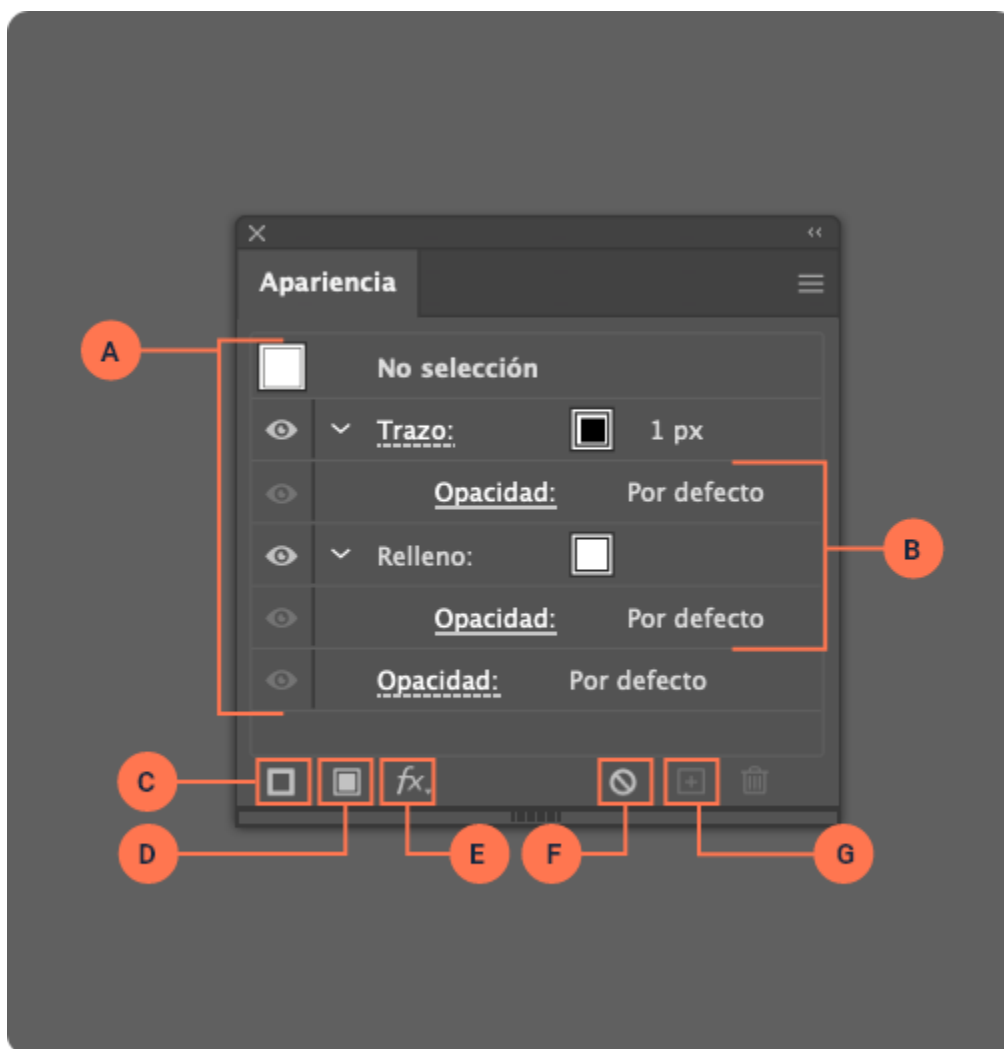 Apariencia
A
No selección
Trazo: 1 px
Opacidad: Por defecto
B
Relleno:
Opacidad: Por defecto
Opacidad: Por defecto
C
fx
D
E
F
G